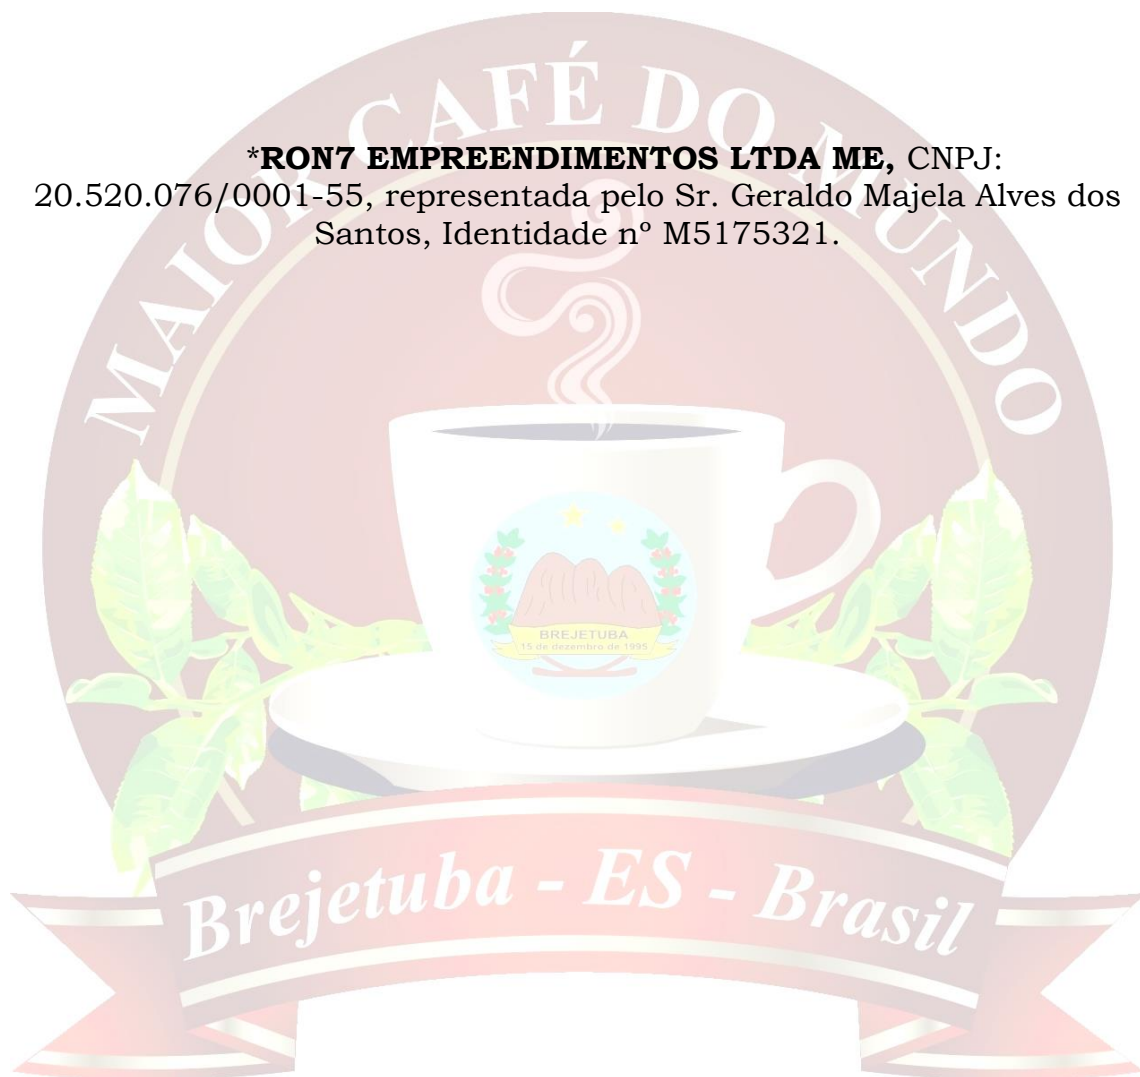 MAIOR CAFÉ DO MUNDO
*RON7 EMPREENDIMENTOS LTDA ME, CNPJ:
20.520.076/0001-55, representada pelo Sr. Geraldo Majela Alves dos
Santos, Identidade nº M5175321.
BREJETUBA
15 de dezembro de 1995
Brejetuba - ES - Brasil